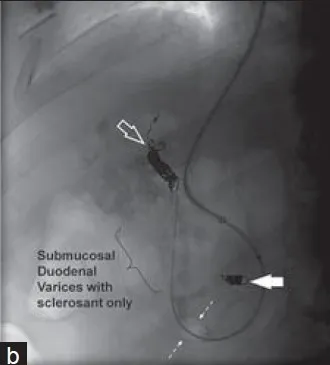 Submucosal
Duodenal
Varices with
sclerosant only
b